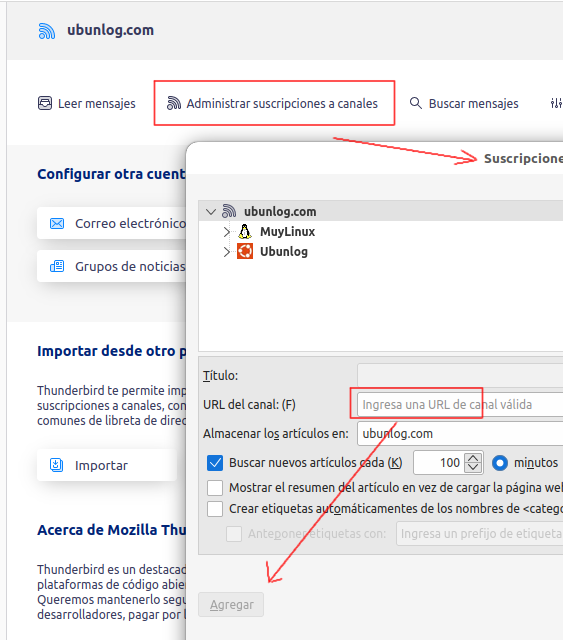 ubunlog.com
Leer mensajes
Administrar suscripciones a canales
Buscar mensajes
Suscripcione
Configurar otra cuent
Correo electrónico
Grupos de noticias
ubunlog.com
MuyLinux
Ubunlog
Importar desde otro p
Thunderbird te permite imp
suscripciones a canales, con
comunes de libreta de direc
Importar
Título:
URL del canal: (F)
Ingresa una URL de canal válida
Almacenar los artículos en:
ubunlog.com
Buscar nuevos artículos cada (K)
100
minutos
Mostrar el resumen del artículo en vez de cargar la página wel
Crear etiquetas automáticamentes de los nombres de <catego
Anteponer etiquetas con:
Ingresa un prefijo de etiqueta
Acerca de Mozilla Thu
Thunderbird es un destacad
plataformas de código abier
Queremos mantenerlo segu
desarrolladores, pagar por l
Agregar